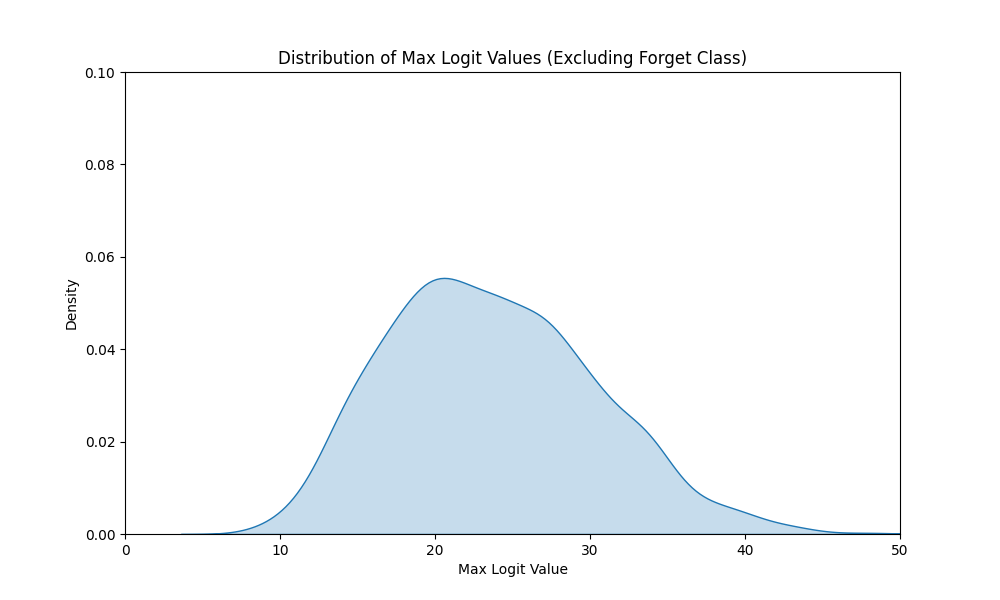 Distribution of Max Logit Values (Excluding Forget Class)
0.10
0.08
0.06
0.04
0.02
0.00
Density
0 10 20 30 40 50
Max Logit Value